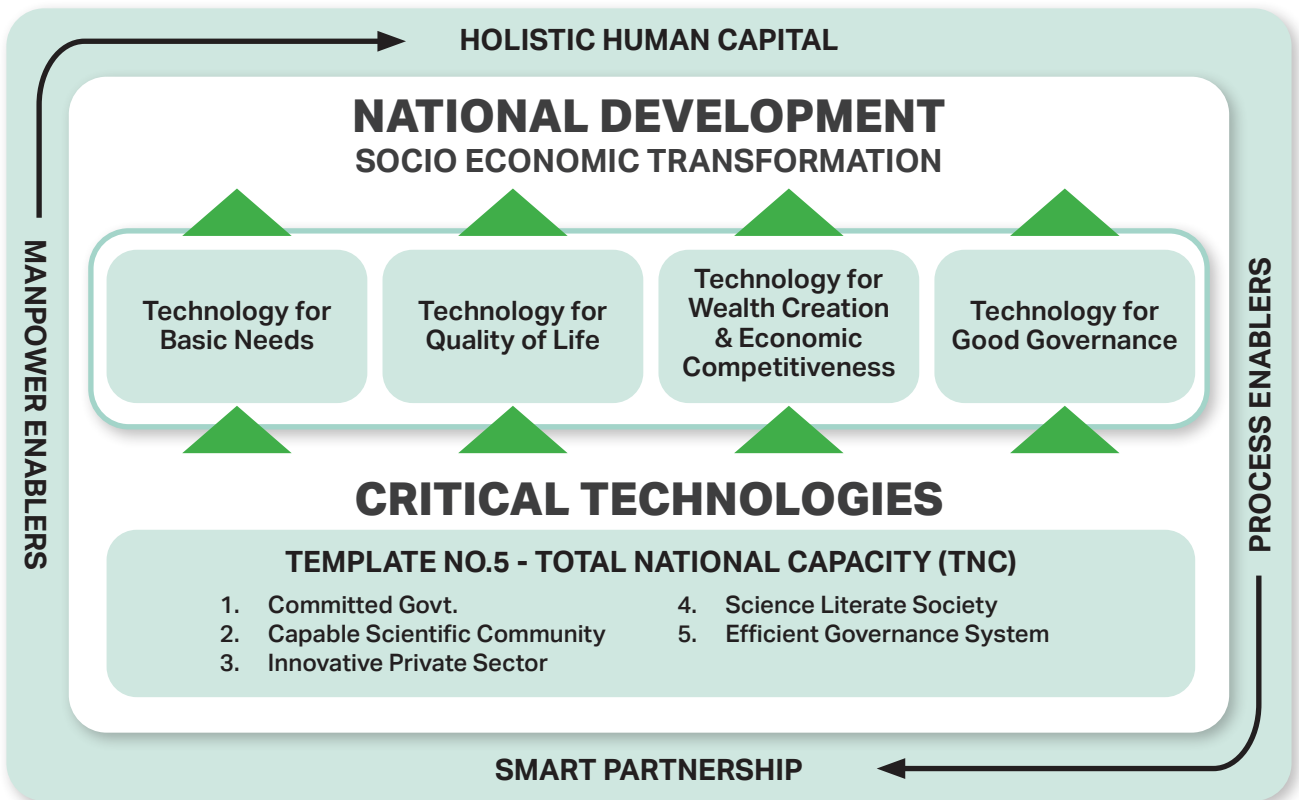 HOLISTIC HUMAN CAPITAL
NATIONAL DEVELOPMENT
SOCIO ECONOMIC TRANSFORMATION
MANPOWER ENABLERS
Technology for
Basic Needs
Technology for
Quality of Life
Technology for
Wealth Creation
& Economic
Competitiveness
Technology for
Good Governance
PROCESS ENABLERS
CRITICAL TECHNOLOGIES
TEMPLATE NO.5 - TOTAL NATIONAL CAPACITY (TNC)
1. Committed Govt.
2. Capable Scientific Community
3. Innovative Private Sector
4. Science Literate Society
5. Efficient Governance System
SMART PARTNERSHIP